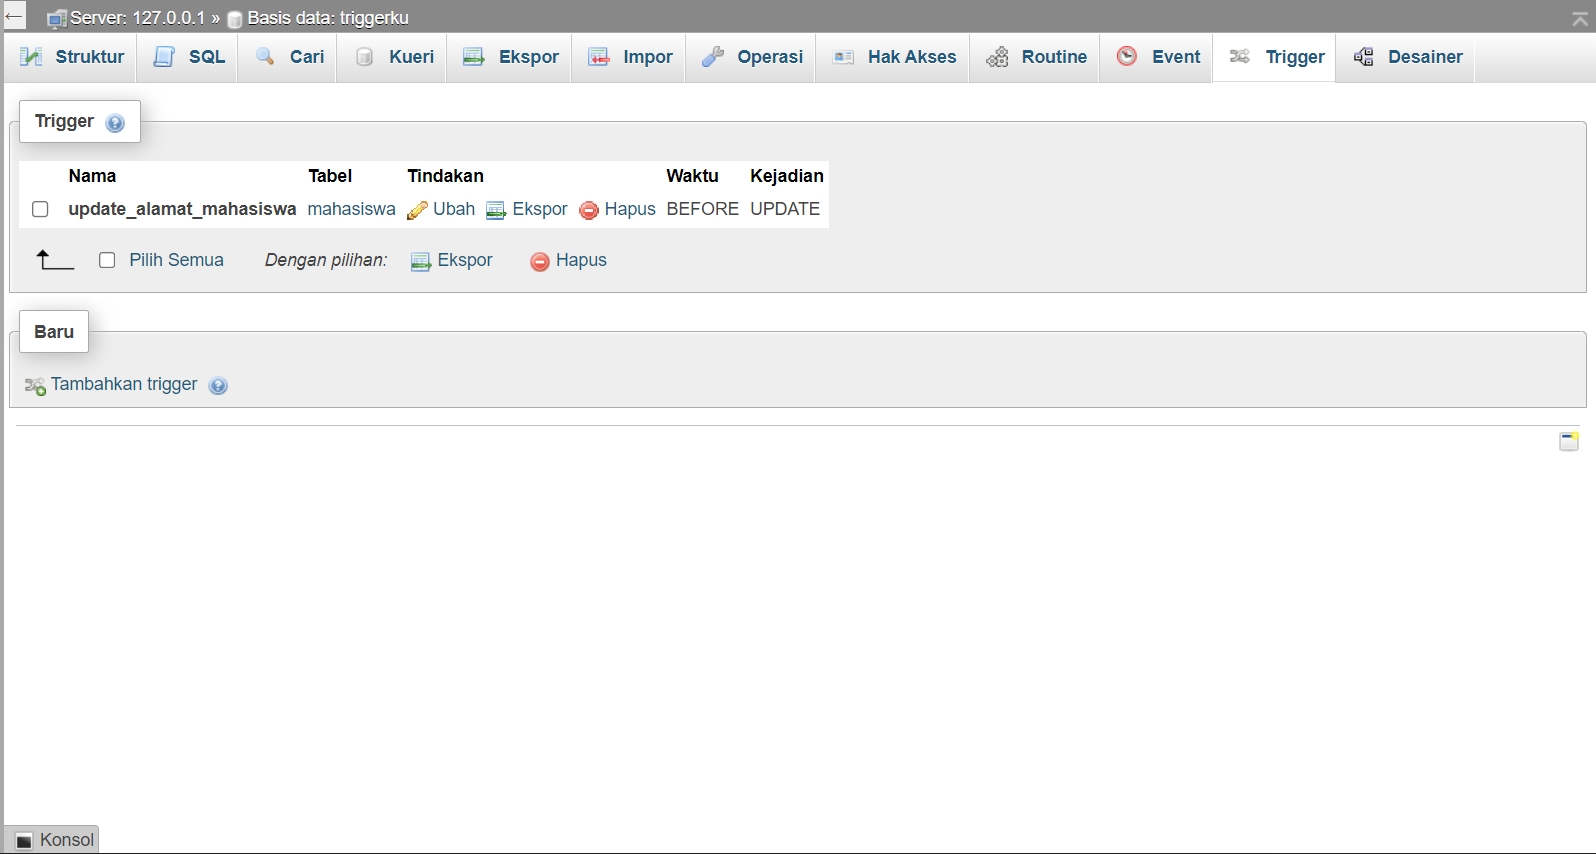 Server: 127.0.0.1 » Basis data: triggerku
Struktur SQL Cari Kueri Ekspor Impor Operasi Hak Akses Routine Event Trigger Desainer
Trigger
Nama Tabel Tindakan Waktu Kejadian
update_alamat_mahasiswa mahasiswa Ubah Ekspor Hapus BEFORE UPDATE
Pilih Semua Dengan pilihan: Ekspor Hapus
Baru
Tambahkan trigger
Konsol